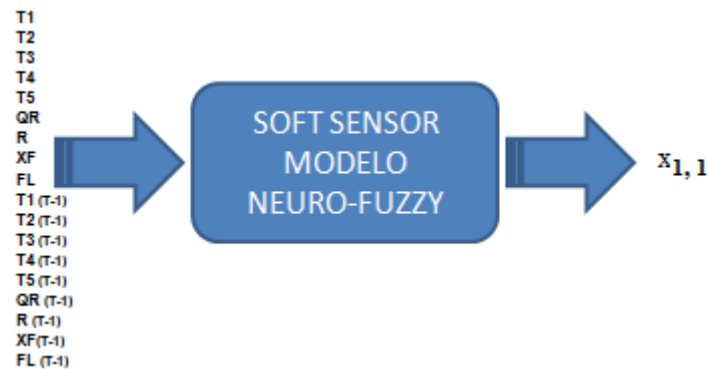 T1
T2
T3
T4
T5
QR
R
XF
FL
T1 (T-1)
T2 (T-1)
T3 (T-1)
T4 (T-1)
T5 (T-1)
QR (T-1)
R (T-1)
XF(T-1)
FL (T-1)
SOFT SENSOR
MODELO
NEURO-FUZZY
x1, 1